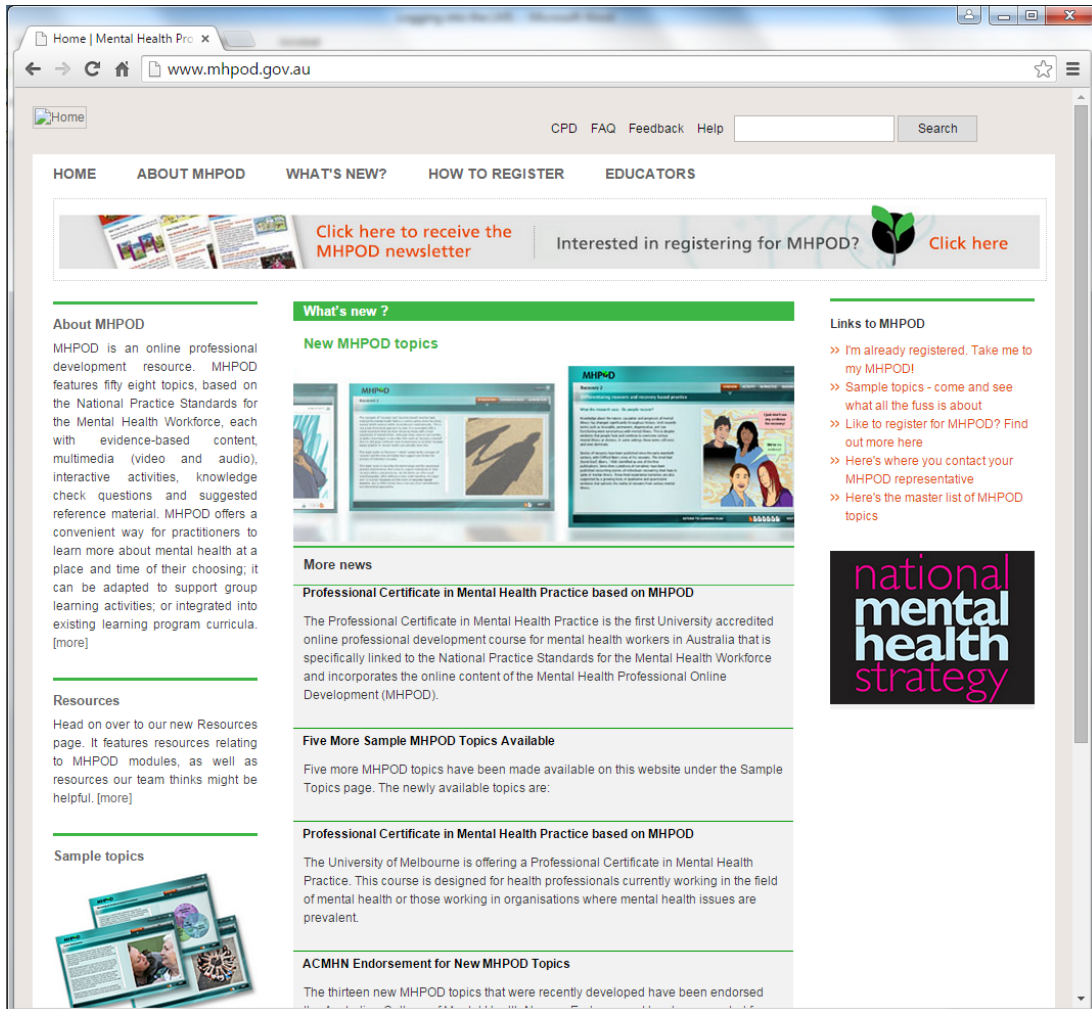 Home | Mental Health Pro
www.mhpod.gov.au
Home
CPD FAQ Feedback Help Search
HOME ABOUT MHPOD WHAT'S NEW? HOW TO REGISTER EDUCATORS
Click here to receive the
MHPOD newsletter
Interested in registering for MHPOD? Click here
About MHPOD
MHPOD is an online professional
development resource. MHPOD
features fifty eight topics, based on
the National Practice Standards for
the Mental Health Workforce, each
with evidence-based content,
multimedia (video and audio),
interactive activities, knowledge
check questions and suggested
reference material. MHPOD offers a
convenient way for practitioners to
learn more about mental health at a
place and time of their choosing; it
can be adapted to support group
learning activities; or integrated into
existing learning program curricula.
[more]
Resources
Head on over to our new Resources
page. It features resources relating
to MHPOD modules, as well as
resources our team thinks might be
helpful. [more]
Sample topics
What's new ?
New MHPOD topics
MHPOD
MHPOD
Recovery 2
More news
Professional Certificate in Mental Health Practice based on MHPOD
The Professional Certificate in Mental Health Practice is the first University accredited
online professional development course for mental health workers in Australia that is
specifically linked to the National Practice Standards for the Mental Health Workforce
and incorporates the online content of the Mental Health Professional Online
Development (MHPOD).
Five More Sample MHPOD Topics Available
Five more MHPOD topics have been made available on this website under the Sample
Topics page. The newly available topics are:
Professional Certificate in Mental Health Practice based on MHPOD
The University of Melbourne is offering a Professional Certificate in Mental Health
Practice. This course is designed for health professionals currently working in the field
of mental health or those working in organisations where mental health issues are
prevalent.
ACMHN Endorsement for New MHPOD Topics
The thirteen new MHPOD topics that were recently developed have been endorsed
Links to MHPOD
>> I'm already registered. Take me to
my MHPOD!
>> Sample topics - come and see
what all the fuss is about
>> Like to register for MHPOD? Find
out more here
>> Here's where you contact your
MHPOD representative
>> Here's the master list of MHPOD
topics
national
mental
health
strategy